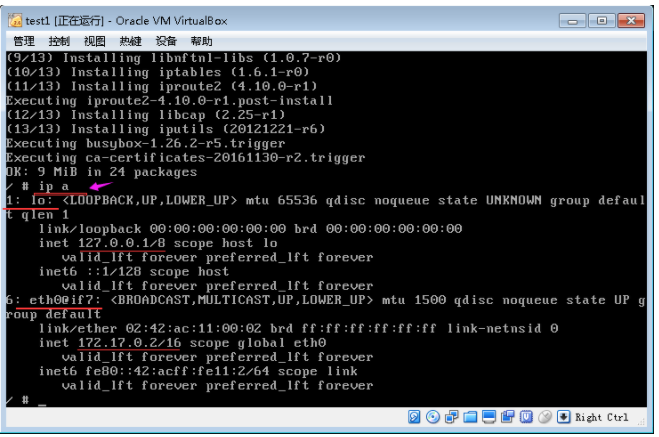 test1 [正在运行] - Oracle VM VirtualBox
管理 控制 视图 热键 设备 帮助
(9/13) Installing libnftnl-libs (1.0.7-r0)
(10/13) Installing iptables (1.6.1-r0)
(11/13) Installing iproute2 (4.10.0-r1)
Executing iproute2-4.10.0-r1.post-install
(12/13) Installing libcap (2.25-r1)
(13/13) Installing iputils (20121221-r6)
Executing busybox-1.26.2-r5.trigger
Executing ca-certificates-20161130-r2.trigger
OK: 9 MiB in 24 packages
/ # ip a
1: lo: <LOOPBACK,UP,LOWER_UP> mtu 65536 qdisc noqueue state UNKNOWN group defaul
t qlen 1
link/loopback 00:00:00:00:00:00 brd 00:00:00:00:00:00
inet 127.0.0.1/8 scope host lo
valid_lft forever preferred_lft forever
inet6 ::1/128 scope host
valid_lft forever preferred_lft forever
6: eth0@if7: <BROADCAST,MULTICAST,UP,LOWER_UP> mtu 1500 qdisc noqueue state UP g
roup default
link/ether 02:42:ac:11:00:02 brd ff:ff:ff:ff:ff:ff link-netnsid 0
inet 172.17.0.2/16 scope global eth0
valid_lft forever preferred_lft forever
inet6 fe80::42:acff:fe11:2/64 scope link
valid_lft forever preferred_lft forever
/ # _
Right Ctrl